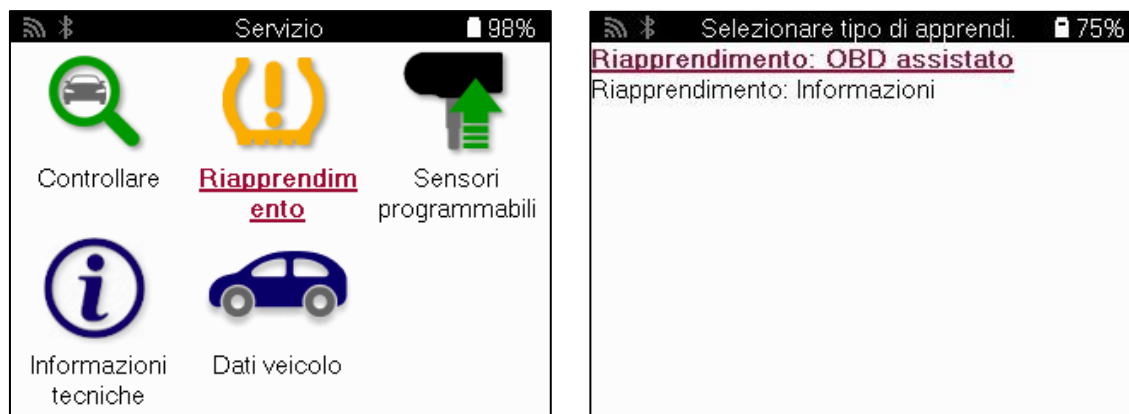 Servizio
98%
Controllare
Riapprendim
ento
Sensori
programmabili
Informazioni
tecniche
Dati veicolo
Selezionare tipo di apprendi.
75%
Riapprendimento: OBD assistato
Riapprendimento: Informazioni